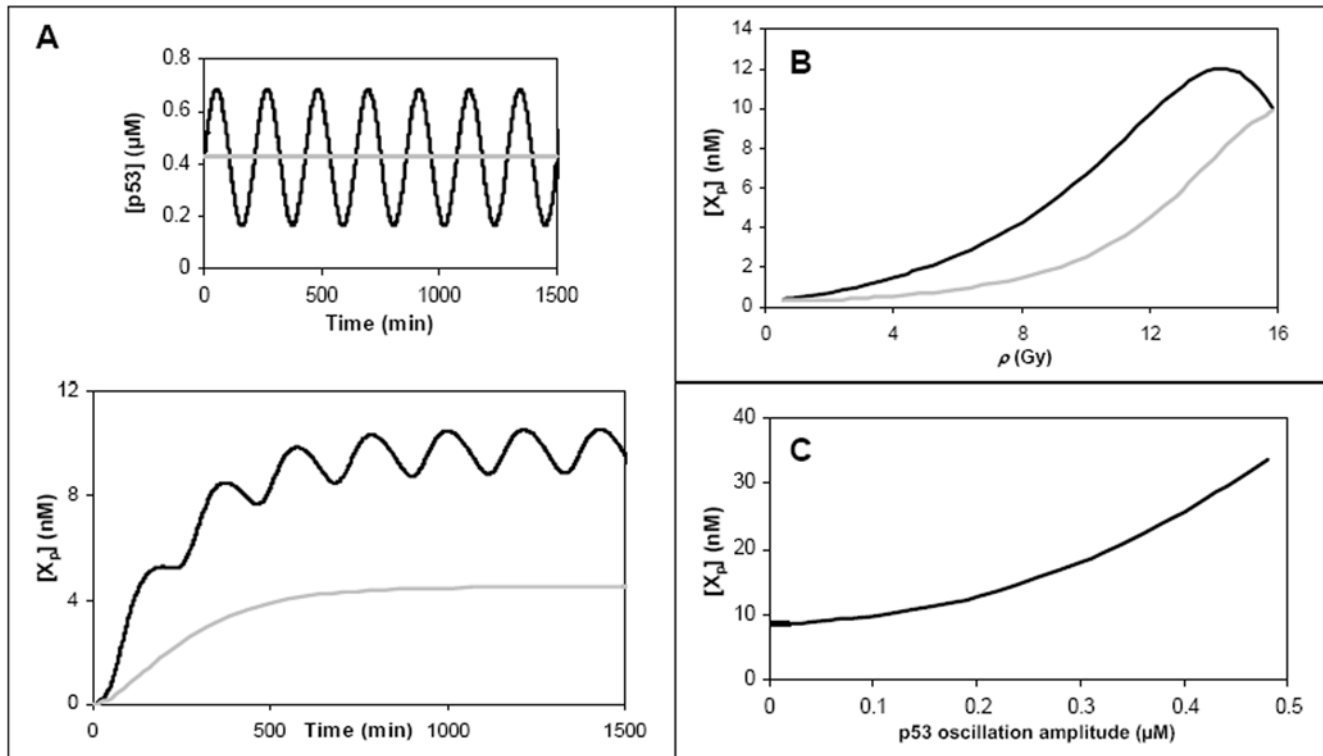 A
[p53] (μM)
0.8
0.6
0.4
0.2
0
0 500 1000 1500
Time (min)
[Xp] (nM)
12
8
4
0
0 500 1000 1500
Time (min)
B
[Xp] (nM)
14
12
10
8
6
4
2
0
0 4 8 12 16
ρ (Gy)
C
[Xp] (nM)
40
30
20
10
0
0 0.1 0.2 0.3 0.4 0.5
p53 oscillation amplitude (μM)